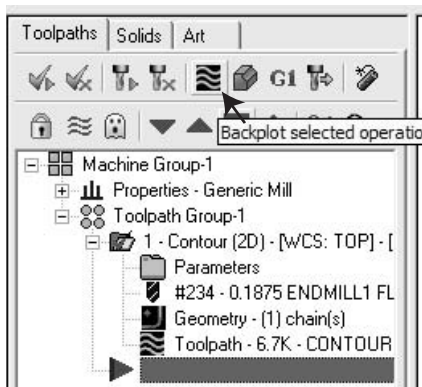 Toolpaths Solids Art
G1
Backplot selected operatio
Machine Group-1
Properties - Generic Mill
Toolpath Group-1
1 - Contour (2D) - [WCS: TOP] - [
Parameters
#234 - 0.1875 ENDMILL1 FL
Geometry - (1) chain(s)
Toolpath - 6.7K - CONTOUR